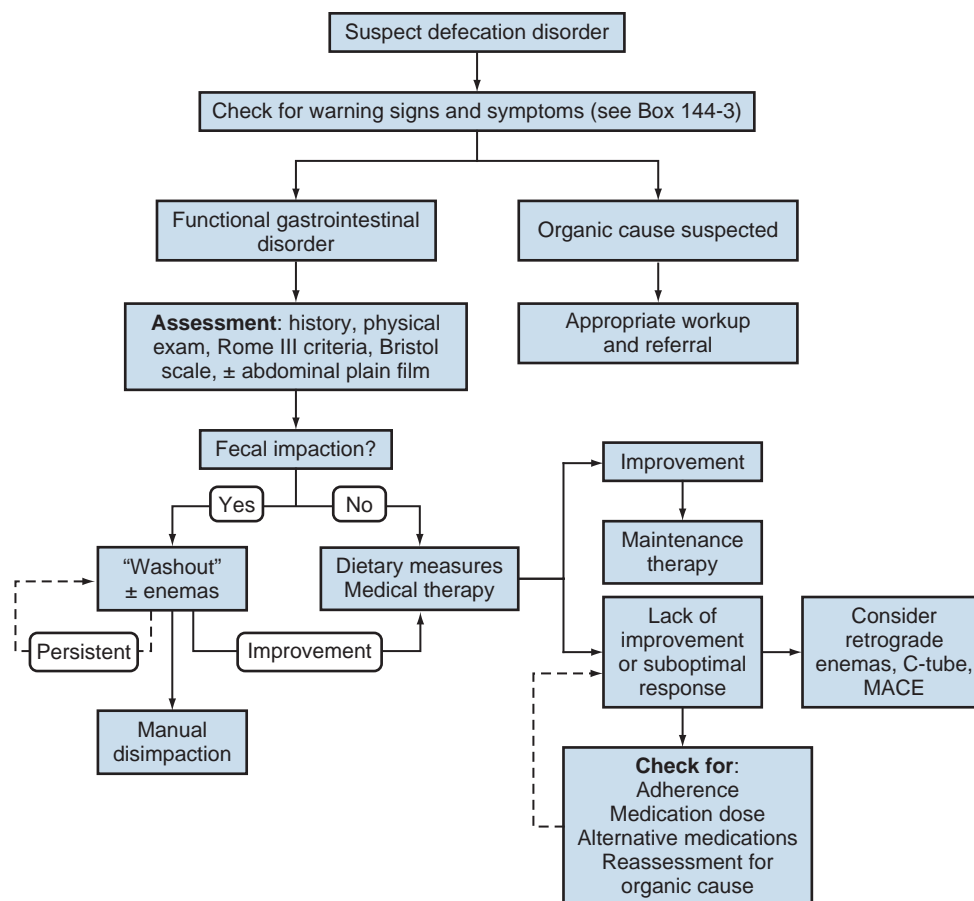 Suspect defecation disorder
Check for warning signs and symptoms (see Box 144-3)
Functional gastrointestinal
disorder
Organic cause suspected
Assessment: history, physical
exam, Rome III criteria, Bristol
scale, ± abdominal plain film
Appropriate workup
and referral
Fecal impaction?
Yes
No
“Washout”
± enemas
Persistent
Improvement
Manual
disimpaction
Dietary measures
Medical therapy
Improvement
Maintenance
therapy
Lack of
improvement
or suboptimal
response
Consider
retrograde
enemas, C-tube,
MACE
Check for:
Adherence
Medication dose
Alternative medications
Reassessment for
organic cause